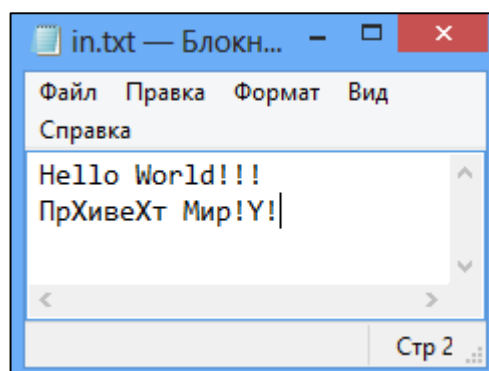 in.txt — Блокн...
Файл Правка Формат Вид
Справка
Hello World!!!
ПрХивеХт Мир!Y!
Стр 2